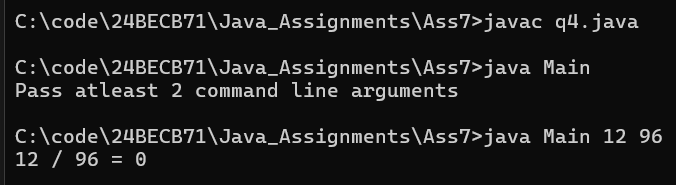 C:\code\24BECB71\Java_Assignments\Ass7>javac q4.java
C:\code\24BECB71\Java_Assignments\Ass7>java Main
Pass atleast 2 command line arguments
C:\code\24BECB71\Java_Assignments\Ass7>java Main 12 96
12 / 96 = 0